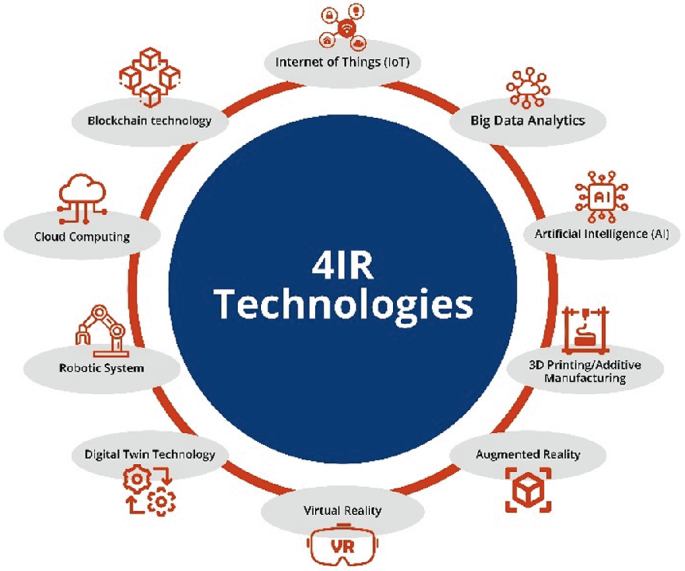 Internet of Things (IoT)
Big Data Analytics
AI
Artificial Intelligence (AI)
3D Printing/Additive
Manufacturing
Augmented Reality
Virtual Reality
VR
Digital Twin Technology
Robotic System
Cloud Computing
Blockchain technology
4IR
Technologies